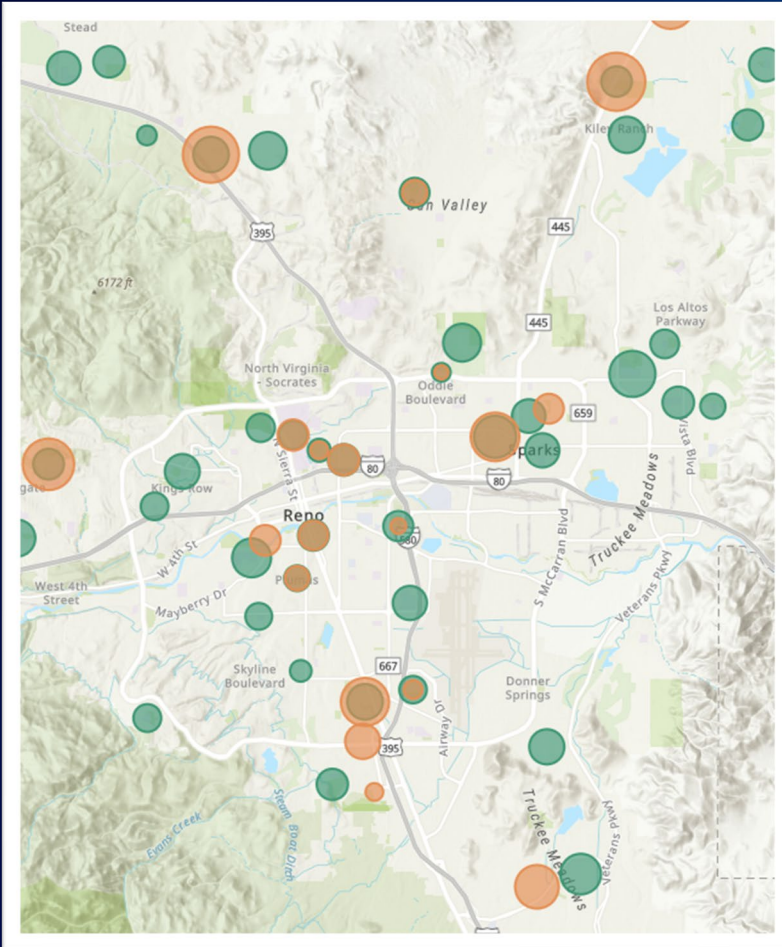 Stead
Kiley Ranch
Sun Valley
395
445
6172 ft
445
Los Altos
Parkway
North Virginia
- Socrates
Oddie
Boulevard
659
Sparks
Vista Blvd
N Sierra St
80
80
Kings Row
Reno
580
W 4th St
Truckee Meadows
S McCarran Blvd
West 4th
Street
Mayberry Dr
Plumas
Veterans Pkwy
667
Skyline
Boulevard
Donner
Springs
Airway Dr
395
Evans Creek
Steam Boat Ditch
Truckee Meadows
Veterans Pkwy